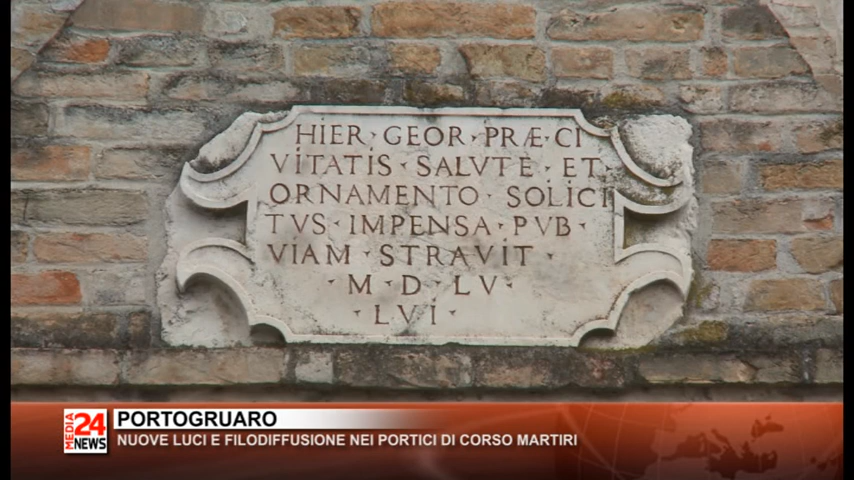 HIER · GEOR · PRÆ · CI
VITATIS · SALVTE · ET ·
ORNAMENTO · SOLICI
TVS · IMPENSA · PVB ·
VIAM · STRAVIT ·
· M · D · LV ·
· LVI ·
MEDIA 24 NEWS
PORTOGRUARO
NUOVE LUCI E FILODIFFUSIONE NEI PORTICI DI CORSO MARTIRI